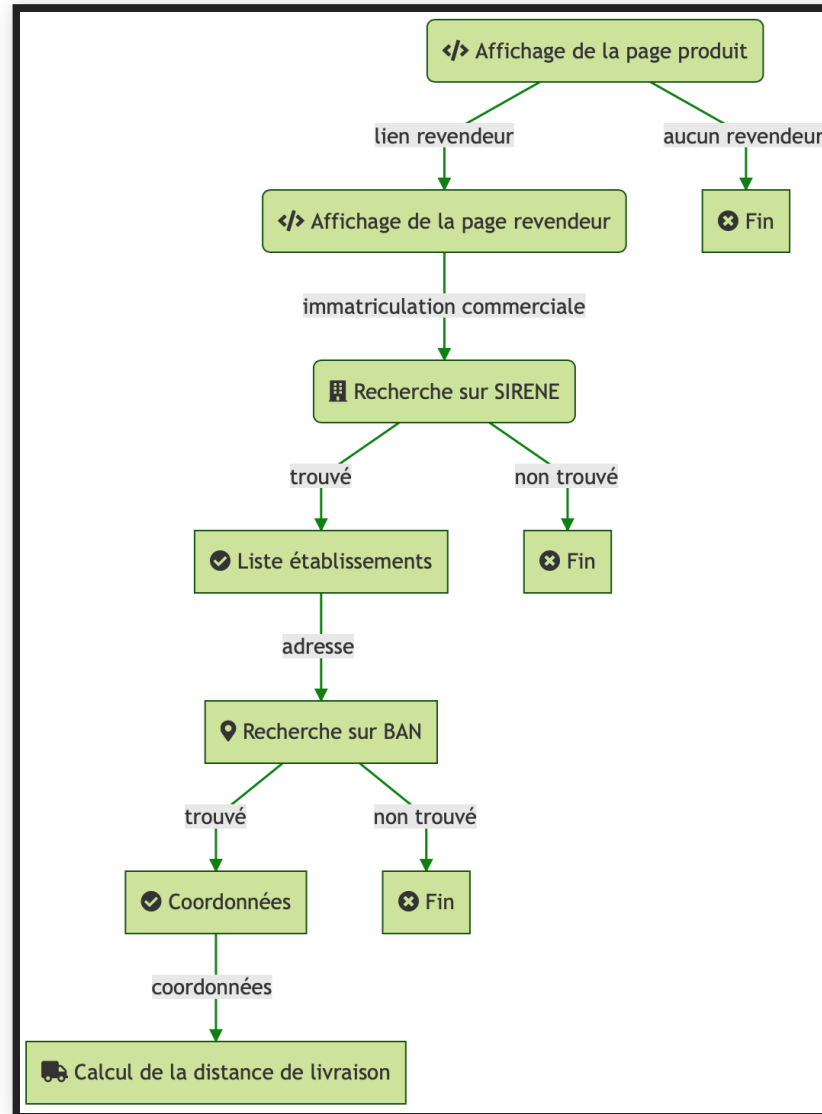 Affichage de la page produit
lien revendeur
aucun revendeur
Affichage de la page revendeur
Fin
immatriculation commerciale
Recherche sur SIRENE
trouvé
non trouvé
Liste établissements
Fin
adresse
Recherche sur BAN
trouvé
non trouvé
Coordonnées
Fin
coordonnées
Calcul de la distance de livraison